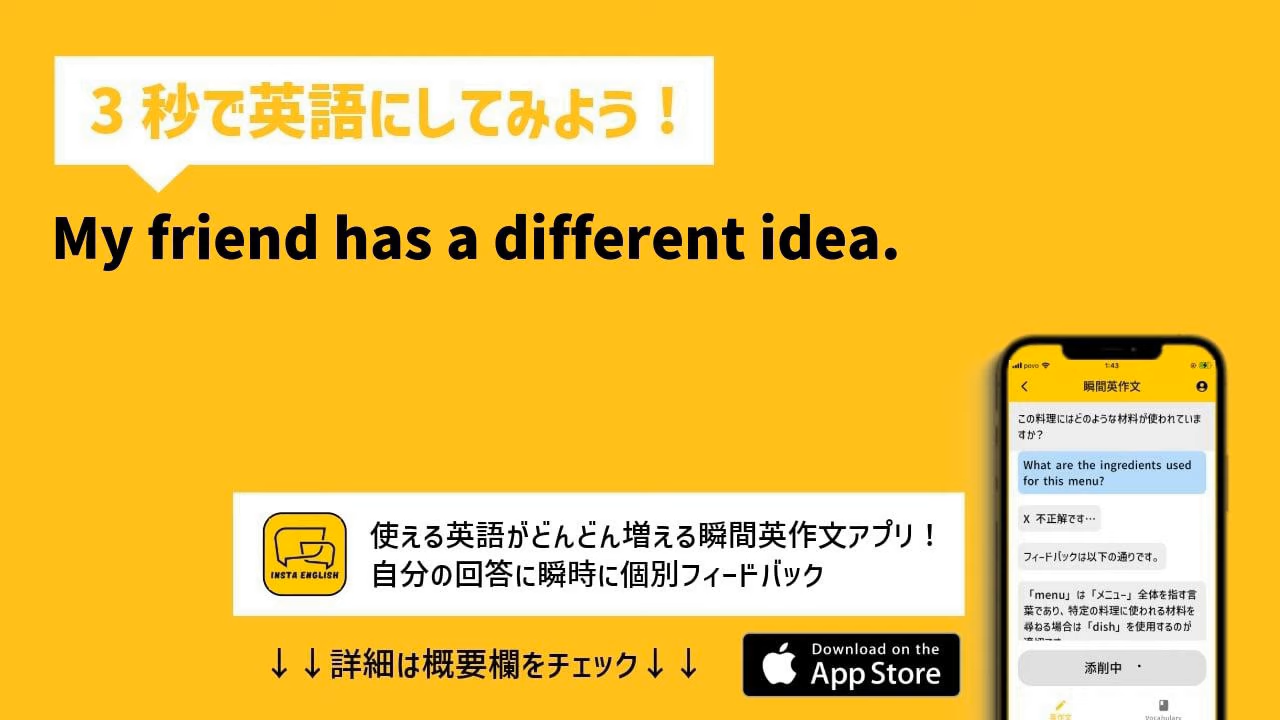 3 秒で英語にしてみよう！
My friend has a different idea.
povo 1:43
瞬間英作文
この料理にはどのような材料が使われていま
すか？
What are the ingredients used
for this menu?
X 不正解です…
フィードバックは以下の通りです。
「menu」は「メニュー」全体を指す言
葉であり、特定の料理に使われる材料を
尋ねる場合は「dish」を使用するのが
添削中
英作文 Vocabulary
INSTA ENGLISH
使える英語がどんどん増える瞬間英作文アプリ！
自分の回答に瞬時に個別フィードバック
↓↓詳細は概要欄をチェック↓↓
Download on the
App Store